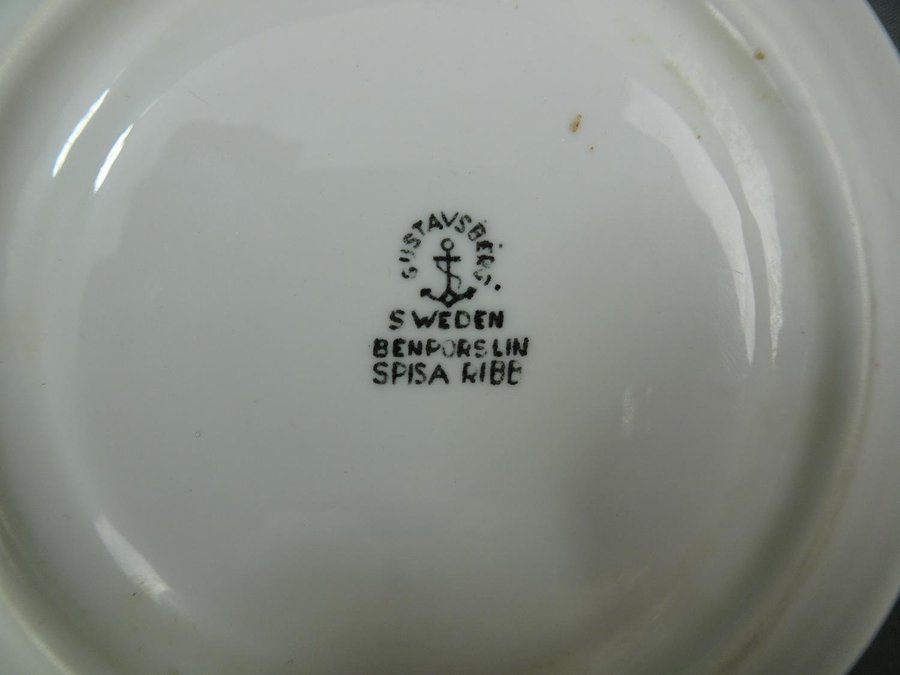 GUSTAVSBERG.
SWEDEN
BENPORSLIN
SPISA RIBB